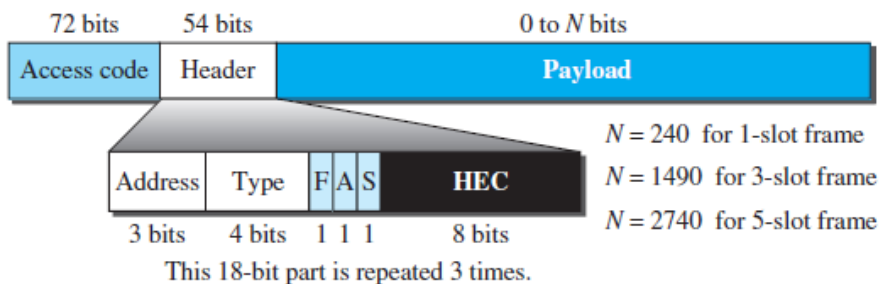 72 bits 54 bits 0 to N bits
Access code Header Payload
N = 240 for 1-slot frame
Address Type F A S HEC
N = 1490 for 3-slot frame
N = 2740 for 5-slot frame
3 bits 4 bits 1 1 1 8 bits
This 18-bit part is repeated 3 times.